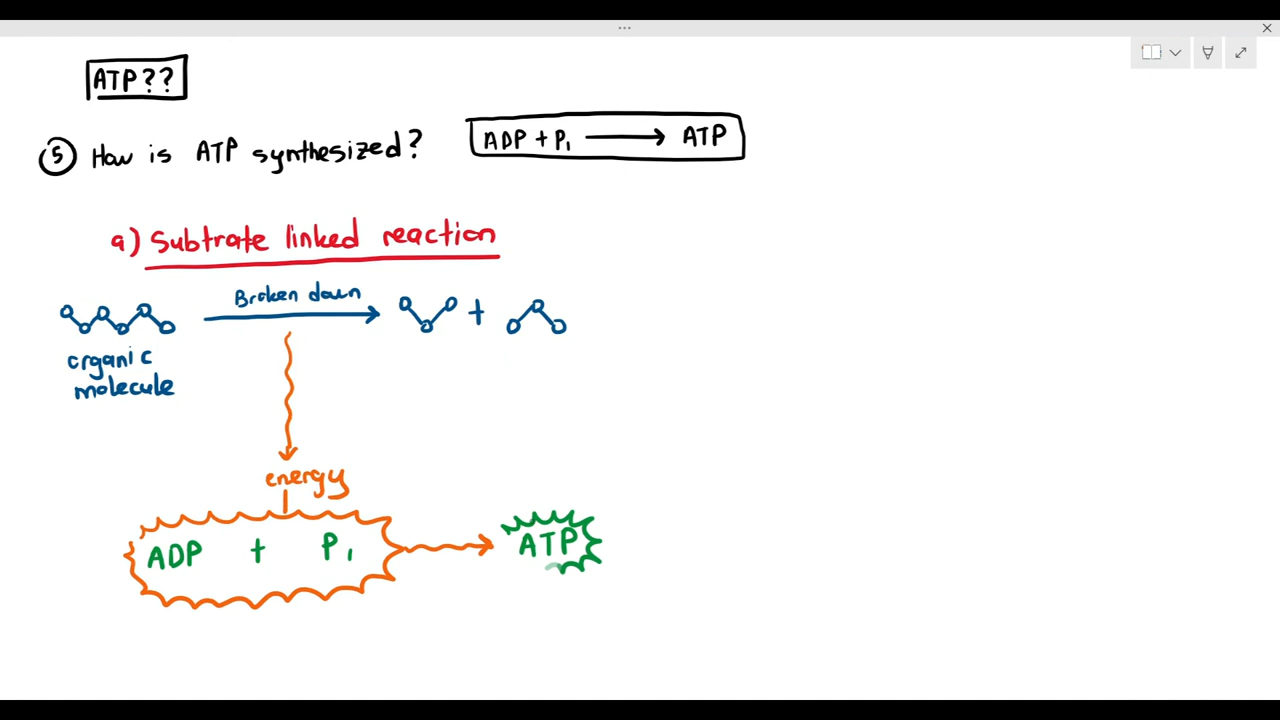 ATP??
5 How is ATP synthesized?
ADP + Pi → ATP
a) Substrate linked reaction
Broken down
+
organic
molecule
energy
ADP + Pi
ATP